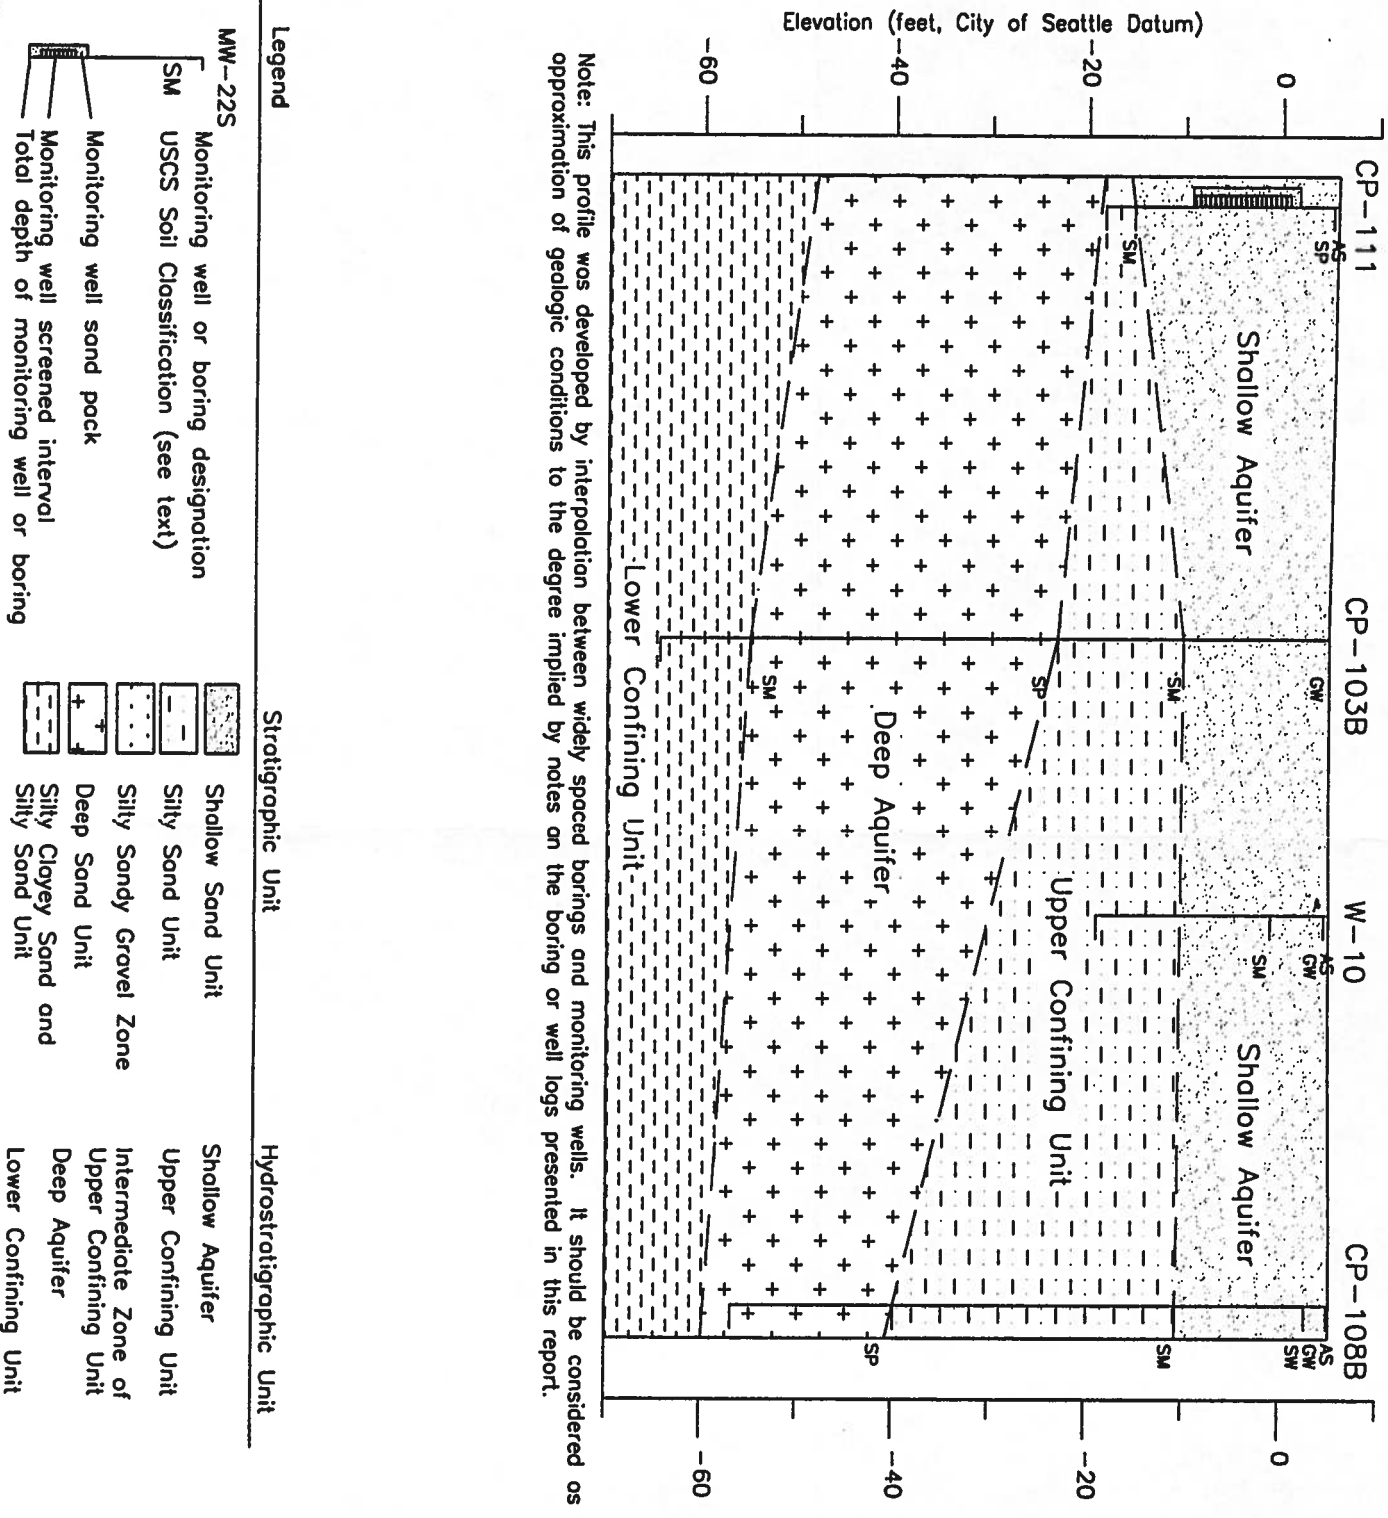 CP-111
CP-103B
W-10
CP-108B
Elevation (feet, City of Seattle Datum)
0
-20
-40
-60
0
-20
-40
-60
AS
SP
SM
GW
SM
SP
SM
AS
GW
SM
AS
GW
SW
SM
SP
Shallow Aquifer
Shallow Aquifer
Upper Confining Unit
Deep Aquifer
Lower Confining Unit
Note: This profile was developed by interpolation between widely spaced borings and monitoring wells. It should be considered as
approximation of geologic conditions to the degree implied by notes on the boring or well logs presented in this report.
Legend
MW-22S
Monitoring well or boring designation
SM
USCS Soil Classification (see text)
Monitoring well sand pack
Monitoring well screened interval
Total depth of monitoring well or boring
Stratigraphic Unit
Shallow Sand Unit
Silty Sand Unit
Silty Sandy Gravel Zone
Deep Sand Unit
Silty Clayey Sand and
Silty Sand Unit
Hydrostratigraphic Unit
Shallow Aquifer
Upper Confining Unit
Intermediate Zone of
Upper Confining Unit
Deep Aquifer
Lower Confining Unit